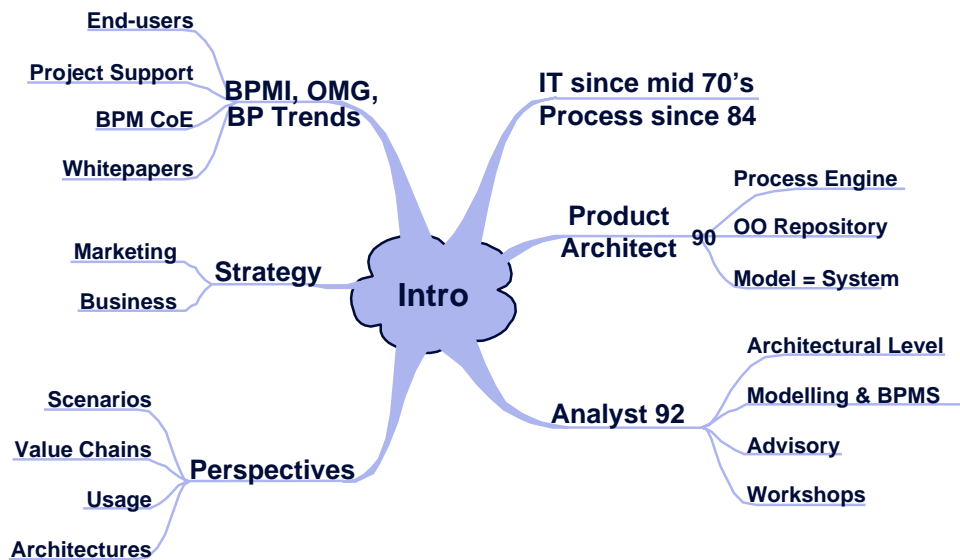 End-users
Project Support
BPM CoE
Whitepapers
BPMI, OMG,
BP Trends
Marketing
Business
Strategy
Scenarios
Value Chains
Usage
Architectures
Perspectives
Intro
IT since mid 70's
Process since 84
Product
Architect 90
Process Engine
OO Repository
Model = System
Analyst 92
Architectural Level
Modelling & BPMS
Advisory
Workshops